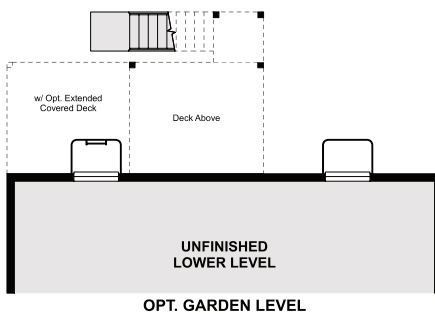 w/ Opt. Extended
Covered Deck
Deck Above
UNFINISHED
LOWER LEVEL
OPT. GARDEN LEVEL